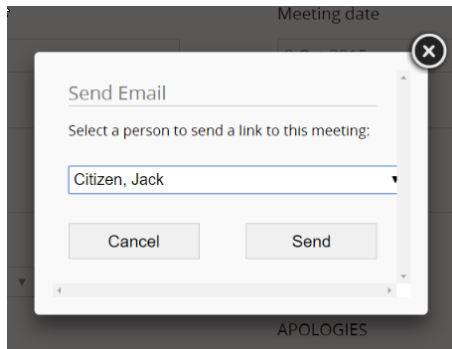 Meeting date
Send Email
Select a person to send a link to this meeting:
Citizen, Jack
Cancel
Send
APOLOGIES